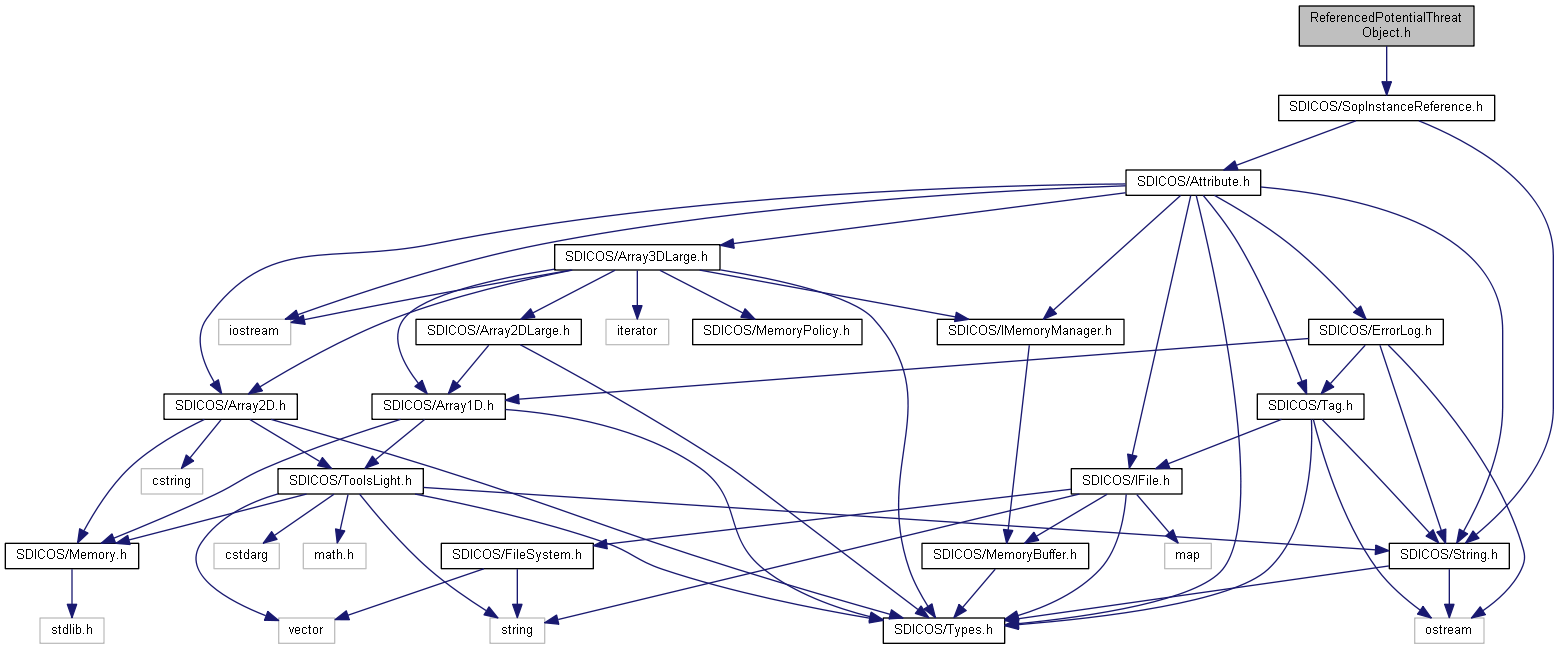 ReferencedPotentialThreat
Object.h
SDICOS/SopInstanceReference.h
SDICOS/Attribute.h
SDICOS/Array3DLarge.h
iostream
SDICOS/Array2DLarge.h
iterator
SDICOS/MemoryPolicy.h
SDICOS/IMemoryManager.h
SDICOS/ErrorLog.h
SDICOS/Array2D.h
SDICOS/Array1D.h
SDICOS/Tag.h
cstring
SDICOS/ToolsLight.h
SDICOS/IFile.h
SDICOS/Memory.h
cstdarg
math.h
SDICOS/FileSystem.h
SDICOS/MemoryBuffer.h
map
SDICOS/String.h
stdlib.h
vector
string
SDICOS/Types.h
ostream